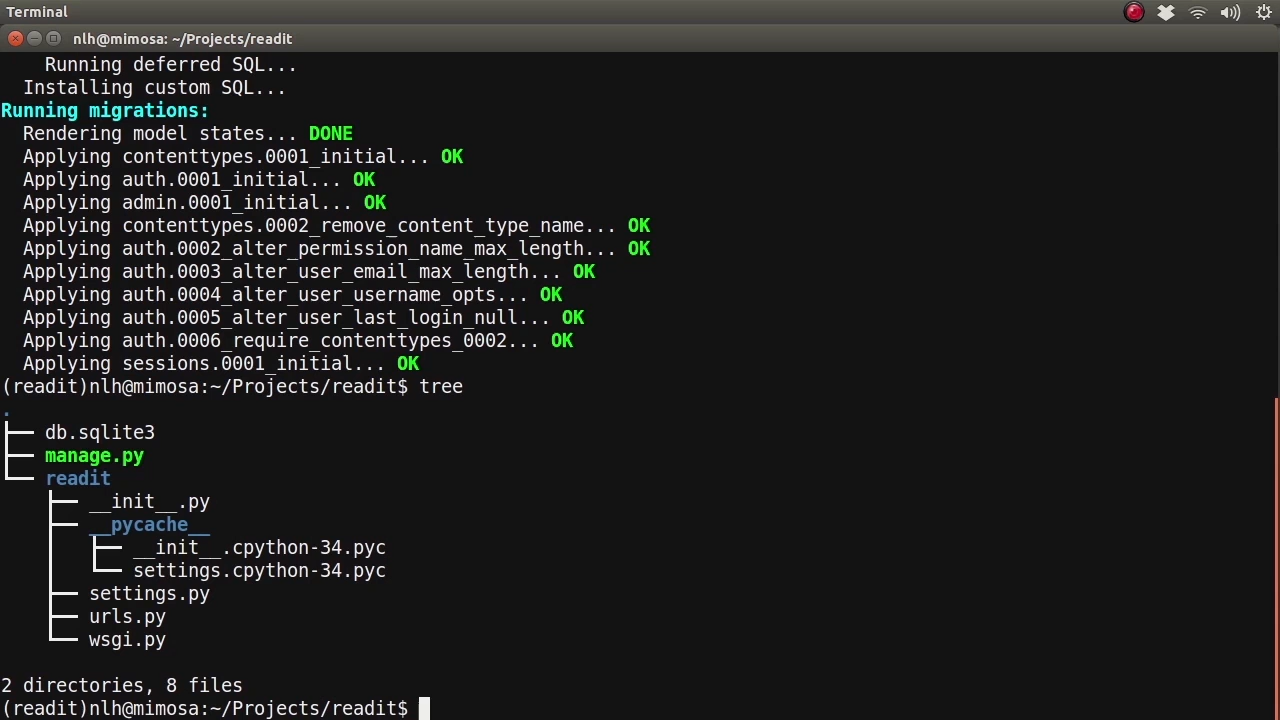 Terminal
nlh@mimosa: ~/Projects/readit
Running deferred SQL...
Installing custom SQL...
Running migrations:
Rendering model states... DONE
Applying contenttypes.0001_initial... OK
Applying auth.0001_initial... OK
Applying admin.0001_initial... OK
Applying contenttypes.0002_remove_content_type_name... OK
Applying auth.0002_alter_permission_name_max_length... OK
Applying auth.0003_alter_user_email_max_length... OK
Applying auth.0004_alter_user_username_opts... OK
Applying auth.0005_alter_user_last_login_null... OK
Applying auth.0006_require_contenttypes_0002... OK
Applying sessions.0001_initial... OK
(readit)nlh@mimosa:~/Projects/readit$ tree
.
├── db.sqlite3
├── manage.py
└── readit
    ├── __init__.py
    ├── __pycache__
    │   ├── __init__.cpython-34.pyc
    │   └── settings.cpython-34.pyc
    ├── settings.py
    ├── urls.py
    └── wsgi.py
2 directories, 8 files
(readit)nlh@mimosa:~/Projects/readit$